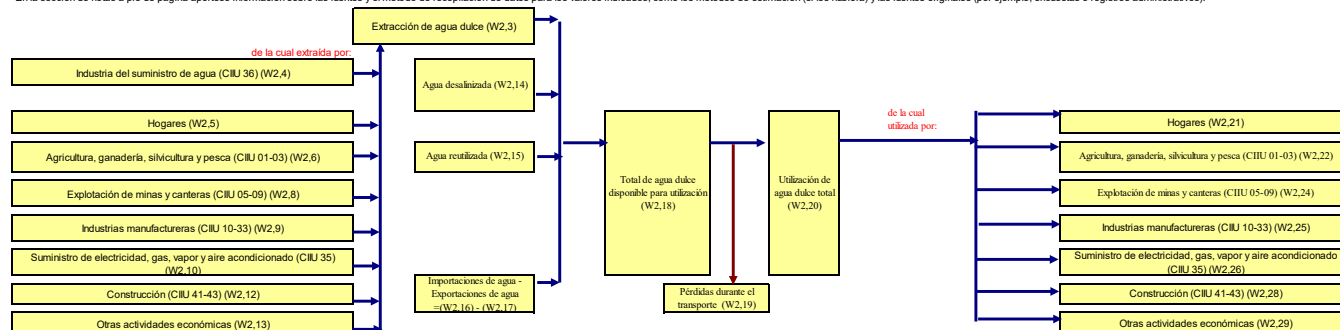 Extracción de agua dulce (W2,3)
de la cual extraída por:
Industria del suministro de agua (CIIU 36) (W2,4)
Hogares (W2,5)
Agricultura, ganadería, silvicultura y pesca (CIIU 01-03) (W2,6)
Explotación de minas y canteras (CIIU 05-09) (W2,8)
Industrias manufactureras (CIIU 10-33) (W2,9)
Suministro de electricidad, gas, vapor y aire acondicionado (CIIU 35)
(W2,10)
Construcción (CIIU 41-43) (W2,12)
Otras actividades económicas (W2,13)
Agua desalinizada (W2,14)
Agua reutilizada (W2,15)
Importaciones de agua -
Exportaciones de agua
=(W2,16) - (W2,17)
Total de agua dulce
disponible para utilización
(W2,18)
Pérdidas durante el
transporte (W2,19)
Utilización de
agua dulce total
(W2,20)
de la cual
utilizada por:
Hogares (W2,21)
Agricultura, ganadería, silvicultura y pesca (CIIU 01-03) (W2,22)
Explotación de minas y canteras (CIIU 05-09) (W2,24)
Industrias manufactureras (CIIU 10-33) (W2,25)
Suministro de electricidad, gas, vapor y aire acondicionado
(CIIU 35) (W2,26)
Construcción (CIIU 41-43) (W2,28)
Otras actividades económicas (W2,29)